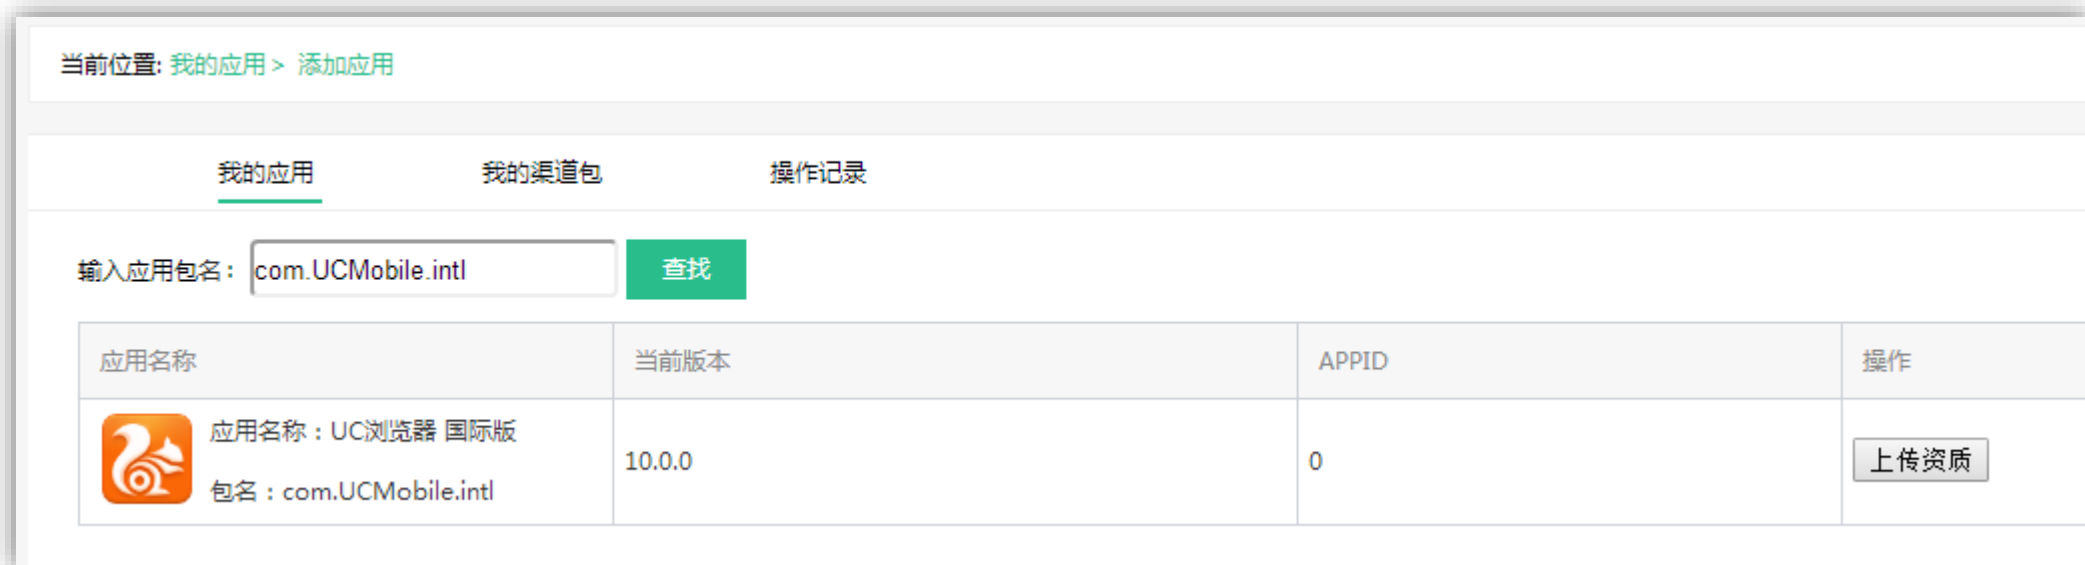 当前位置: 我的应用 > 添加应用
我的应用 我的渠道包 操作记录
输入应用包名： com.UCMobile.intl 查找
应用名称 当前版本 APPID 操作
应用名称：UC浏览器 国际版
10.0.0 0 上传资质
包名：com.UCMobile.intl